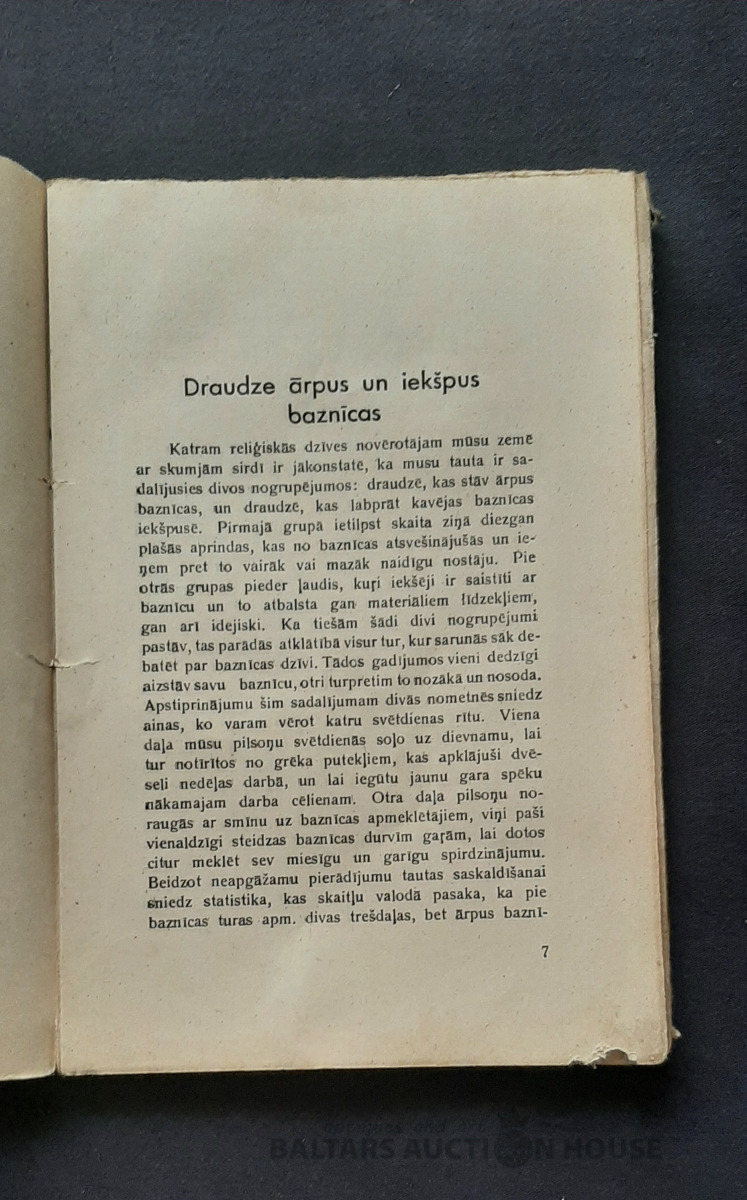 Draudze ārpus un iekšpus
baznīcas
Katram reliģiskās dzīves novērotājam mūsu zemē
ar skumjām sirdī ir jākonstatē, ka musu tauta ir sa-
dalījusies divos nogrupējumos: draudzē, kas stāv ārpus
baznīcas, un draudzē, kas labprāt kavējas baznīcas
iekšpusē. Pirmajā grupā ietilpst skaita ziņā diezgan
plašās aprindas, kas no baznīcas atsvešinājušās un ie-
ņem pret to vairāk vai mazāk naidīgu nostāju. Pie
otrās grupas pieder ļaudis, kuŗi iekšēji ir saistīti ar
baznīcu un to atbalsta gan materiāliem līdzekļiem,
gan arī idejiski. Ka tiešām šādi divi nogrupējumi
pastāv, tas parādās atklātībā visur tur, kur sarunās sāk de-
batēt par baznīcas dzīvi. Tādos gadījumos vieni dedzīgi
aizstāv savu baznīcu, otri turpretim to nozākā un nosoda.
Apstiprinājumu šim sadalījumam divās nometnēs sniedz
ainas, ko varam vērot katru svētdienas rītu. Viena
daļa mūsu pilsoņu svētdienās soļo uz dievnamu, lai
tur notīrītos no grēka putekļiem, kas apklājuši dvē-
seli nedēļas darbā, un lai iegūtu jaunu gara spēku
nākamajam darba cēlienam. Otra daļa pilsoņu no-
raugās ar smīnu uz baznīcas apmeklētājiem, viņi paši
vienaldzīgi steidzas baznīcas durvīm gaŗām, lai dotos
citur meklēt sev miesīgu un garīgu spirdzinājumu.
Beidzot neapgāžamu pierādījumu tautas saskaldīšanai
sniedz statistika, kas skaitļu valodā pasaka, ka pie
baznīcas turas apm. divas trešdaļas, bet ārpus baznī-
7
auctions and art
BALTARS AUCTION HOUSE